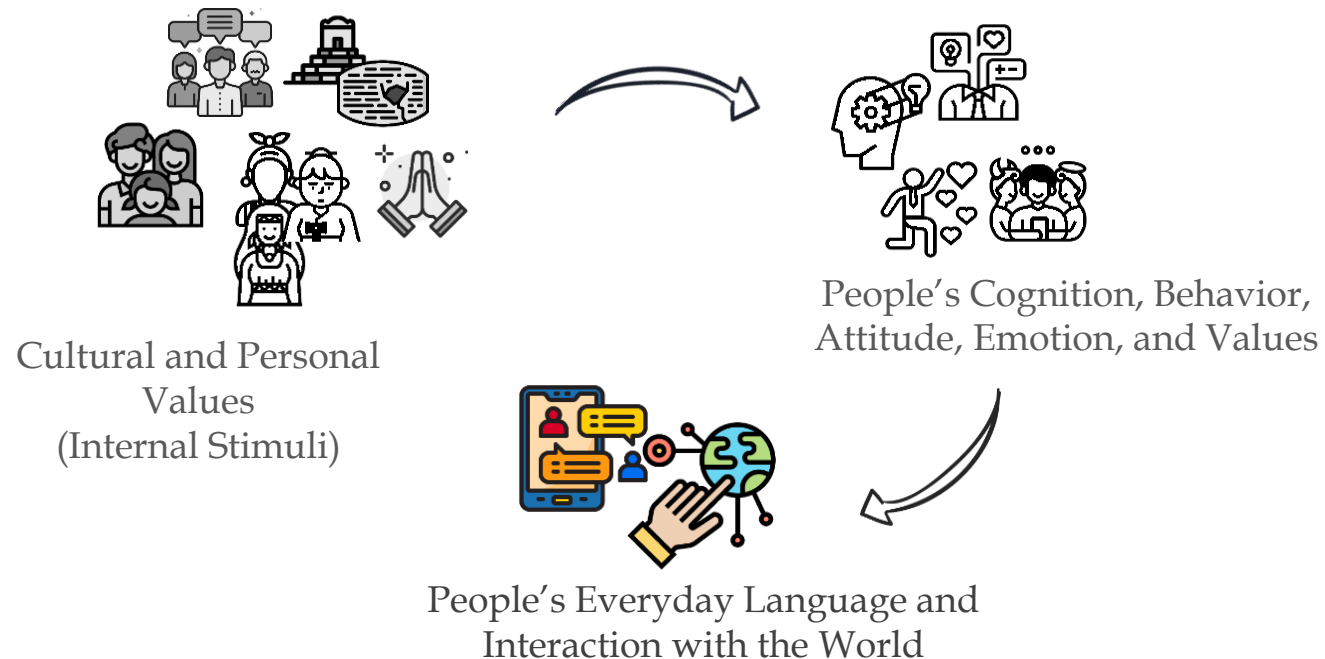 People’s Cognition, Behavior,
Attitude, Emotion, and Values
Cultural and Personal
Values
(Internal Stimuli)
People’s Everyday Language and
Interaction with the World